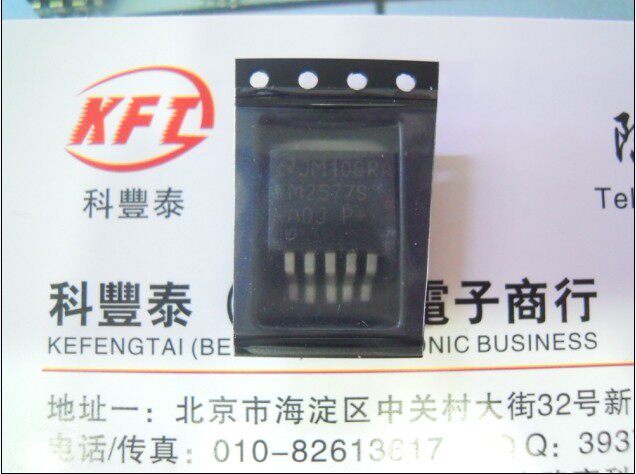 KFT
科豐泰
Tel
JM10GRA
M2577S
ADJ P+
科豐泰（ 電子商行
KEFENGTAI (BE ONIC BUSINESS
地址一：北京市海淀区中关村大街32号新
电话/传真：010-82613617 QQ：393